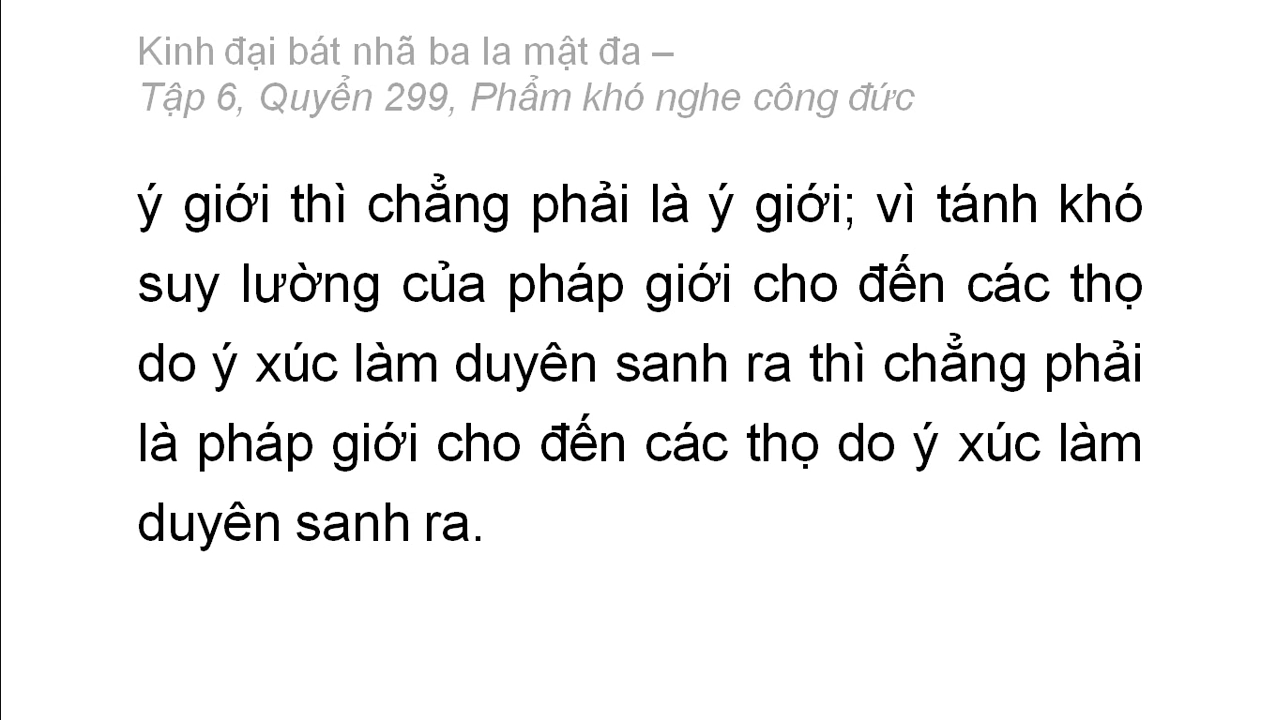 Kinh đại bát nhã ba la mật đa –
Tập 6, Quyển 299, Phẩm khó nghe công đức
ý giới thì chẳng phải là ý giới; vì tánh khó
suy lường của pháp giới cho đến các thọ
do ý xúc làm duyên sanh ra thì chẳng phải
là pháp giới cho đến các thọ do ý xúc làm
duyên sanh ra.